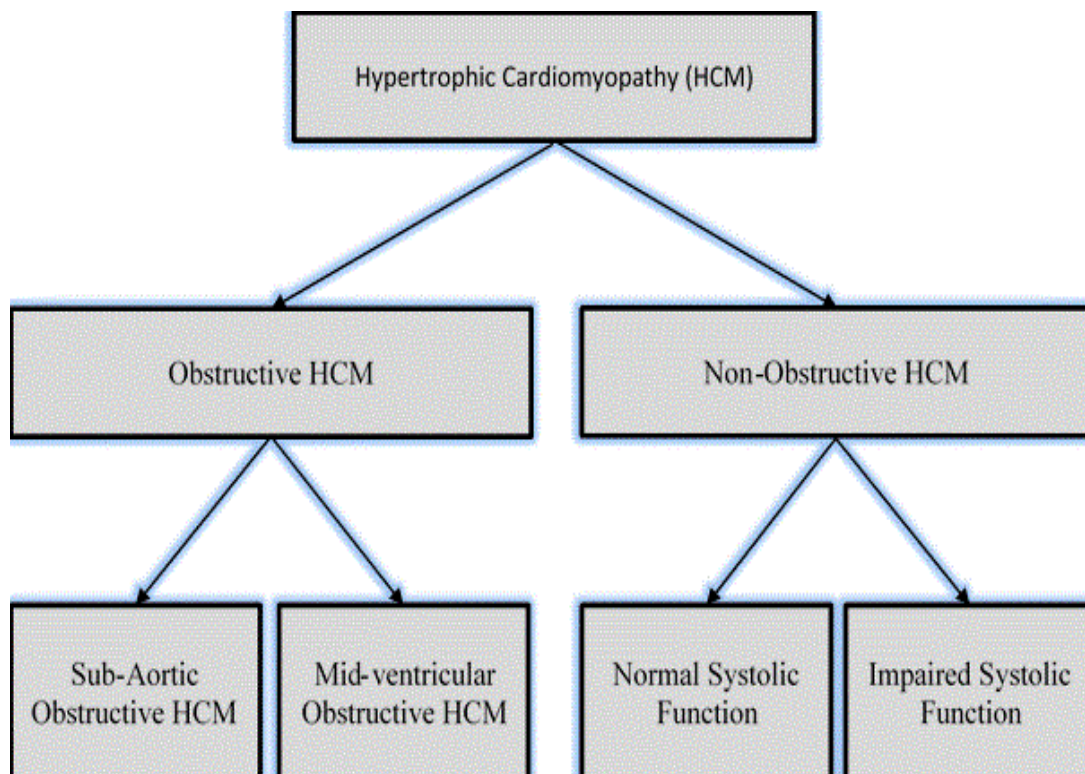 Hypertrophic Cardiomyopathy (HCM)
Obstructive HCM
Non-Obstructive HCM
Sub-Aortic
Obstructive HCM
Mid-ventricular
Obstructive HCM
Normal Systolic
Function
Impaired Systolic
Function